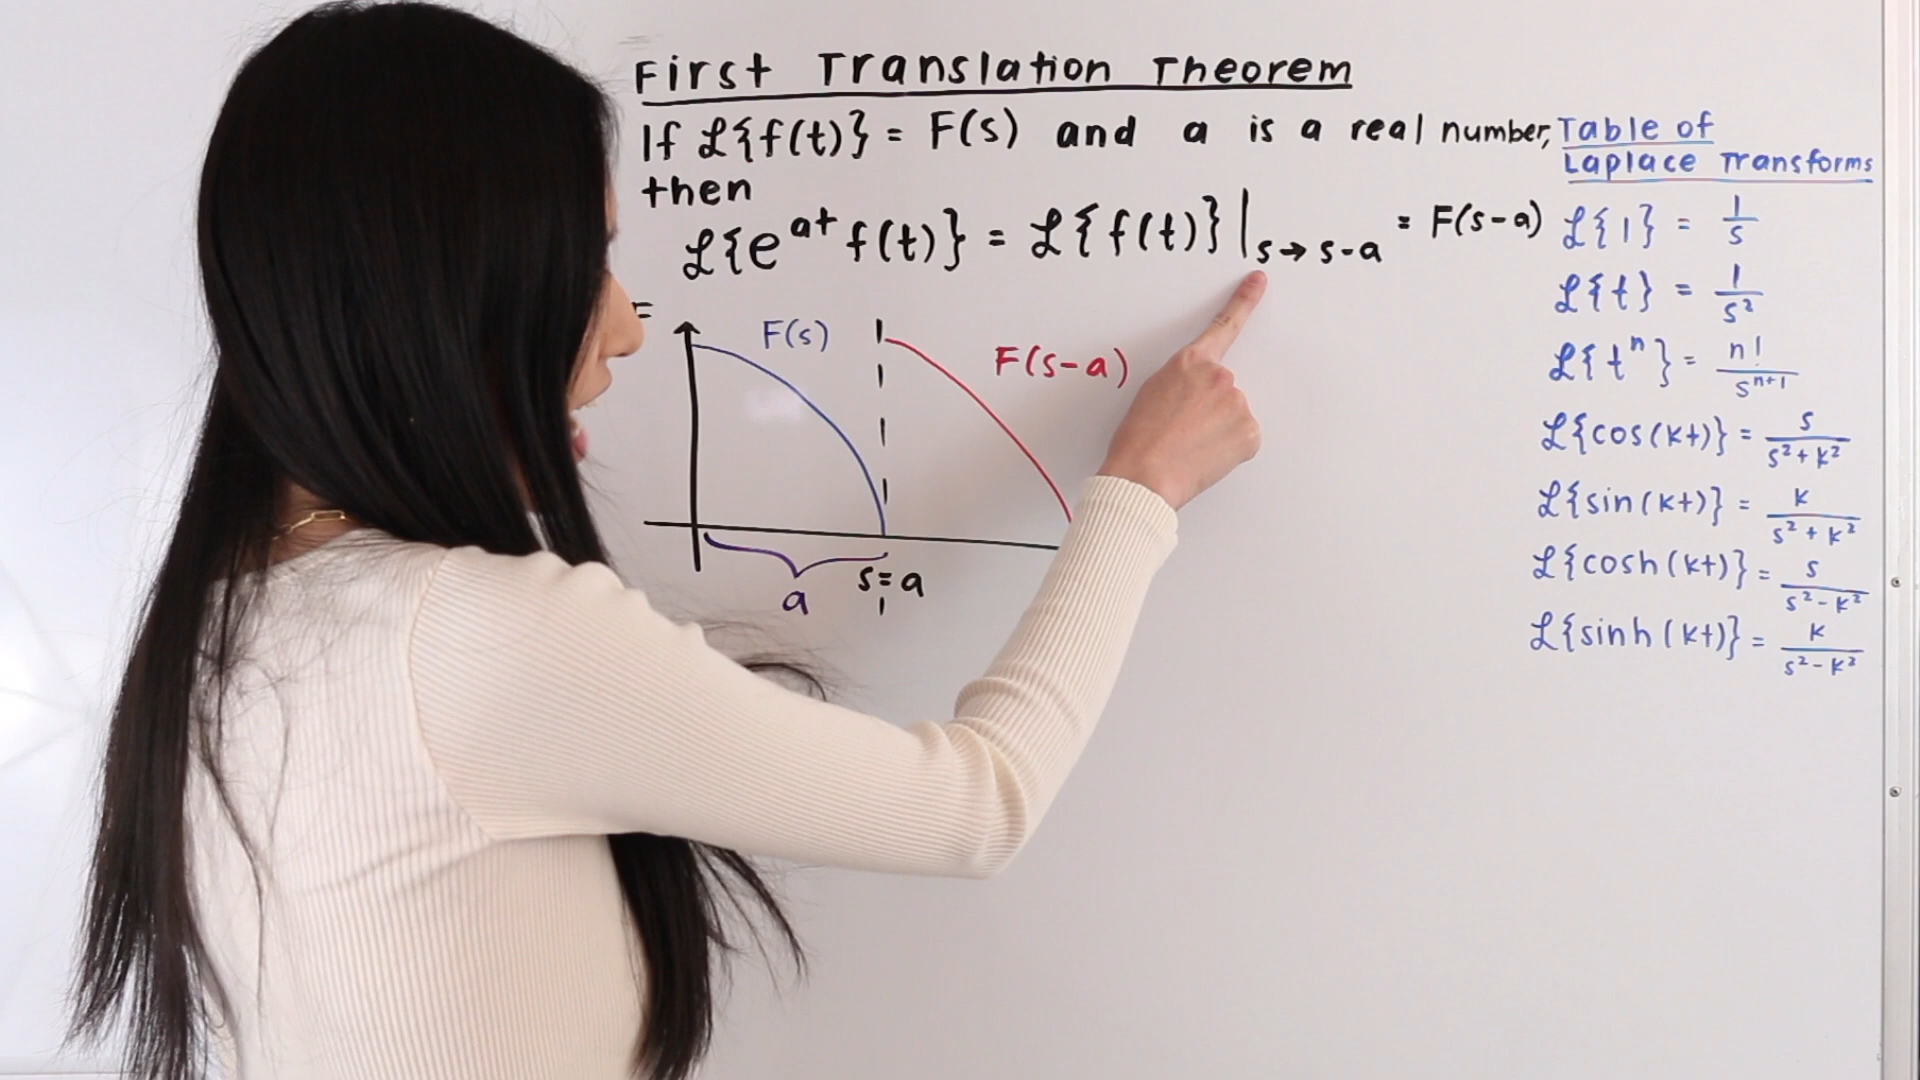 First Translation Theorem
If ℒ{f(t)} = F(s) and a is a real number,
then
ℒ{e^{at} f(t)} = ℒ{f(t)}|_{s→s-a} = F(s-a)
F(s)
F(s-a)
a
s=a
Table of
Laplace Transforms
ℒ{1} = 1/s
ℒ{t} = 1/s²
ℒ{tⁿ} = n!/s^{n+1}
ℒ{cos(kt)} = s/(s²+k²)
ℒ{sin(kt)} = k/(s²+k²)
ℒ{cosh(kt)} = s/(s²-k²)
ℒ{sinh(kt)} = k/(s²-k²)